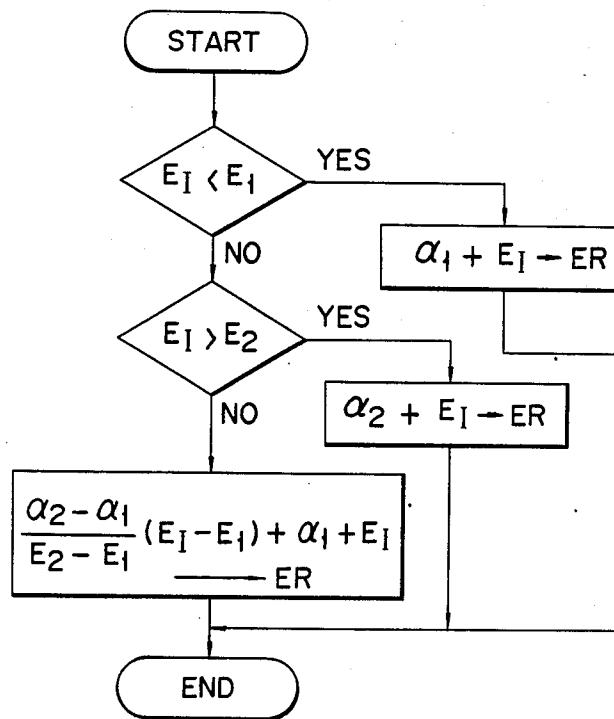 START
E_I < E_1
YES
α_1 + E_I → ER
NO
E_I > E_2
YES
α_2 + E_I → ER
NO
α_2 − α_1
E_2 − E_1
(E_I − E_1) + α_1 + E_I
→ ER
END